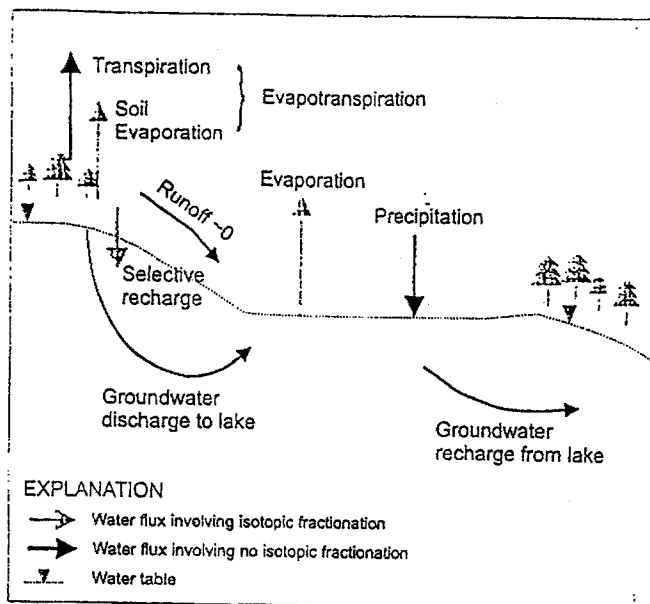 Transpiration
Soil
Evaporation
Evapotranspiration
Runoff ~0
Evaporation
Precipitation
Selective
recharge
Groundwater
discharge to lake
Groundwater
recharge from lake
EXPLANATION
Water flux involving isotopic fractionation
Water flux involving no isotopic fractionation
Water table